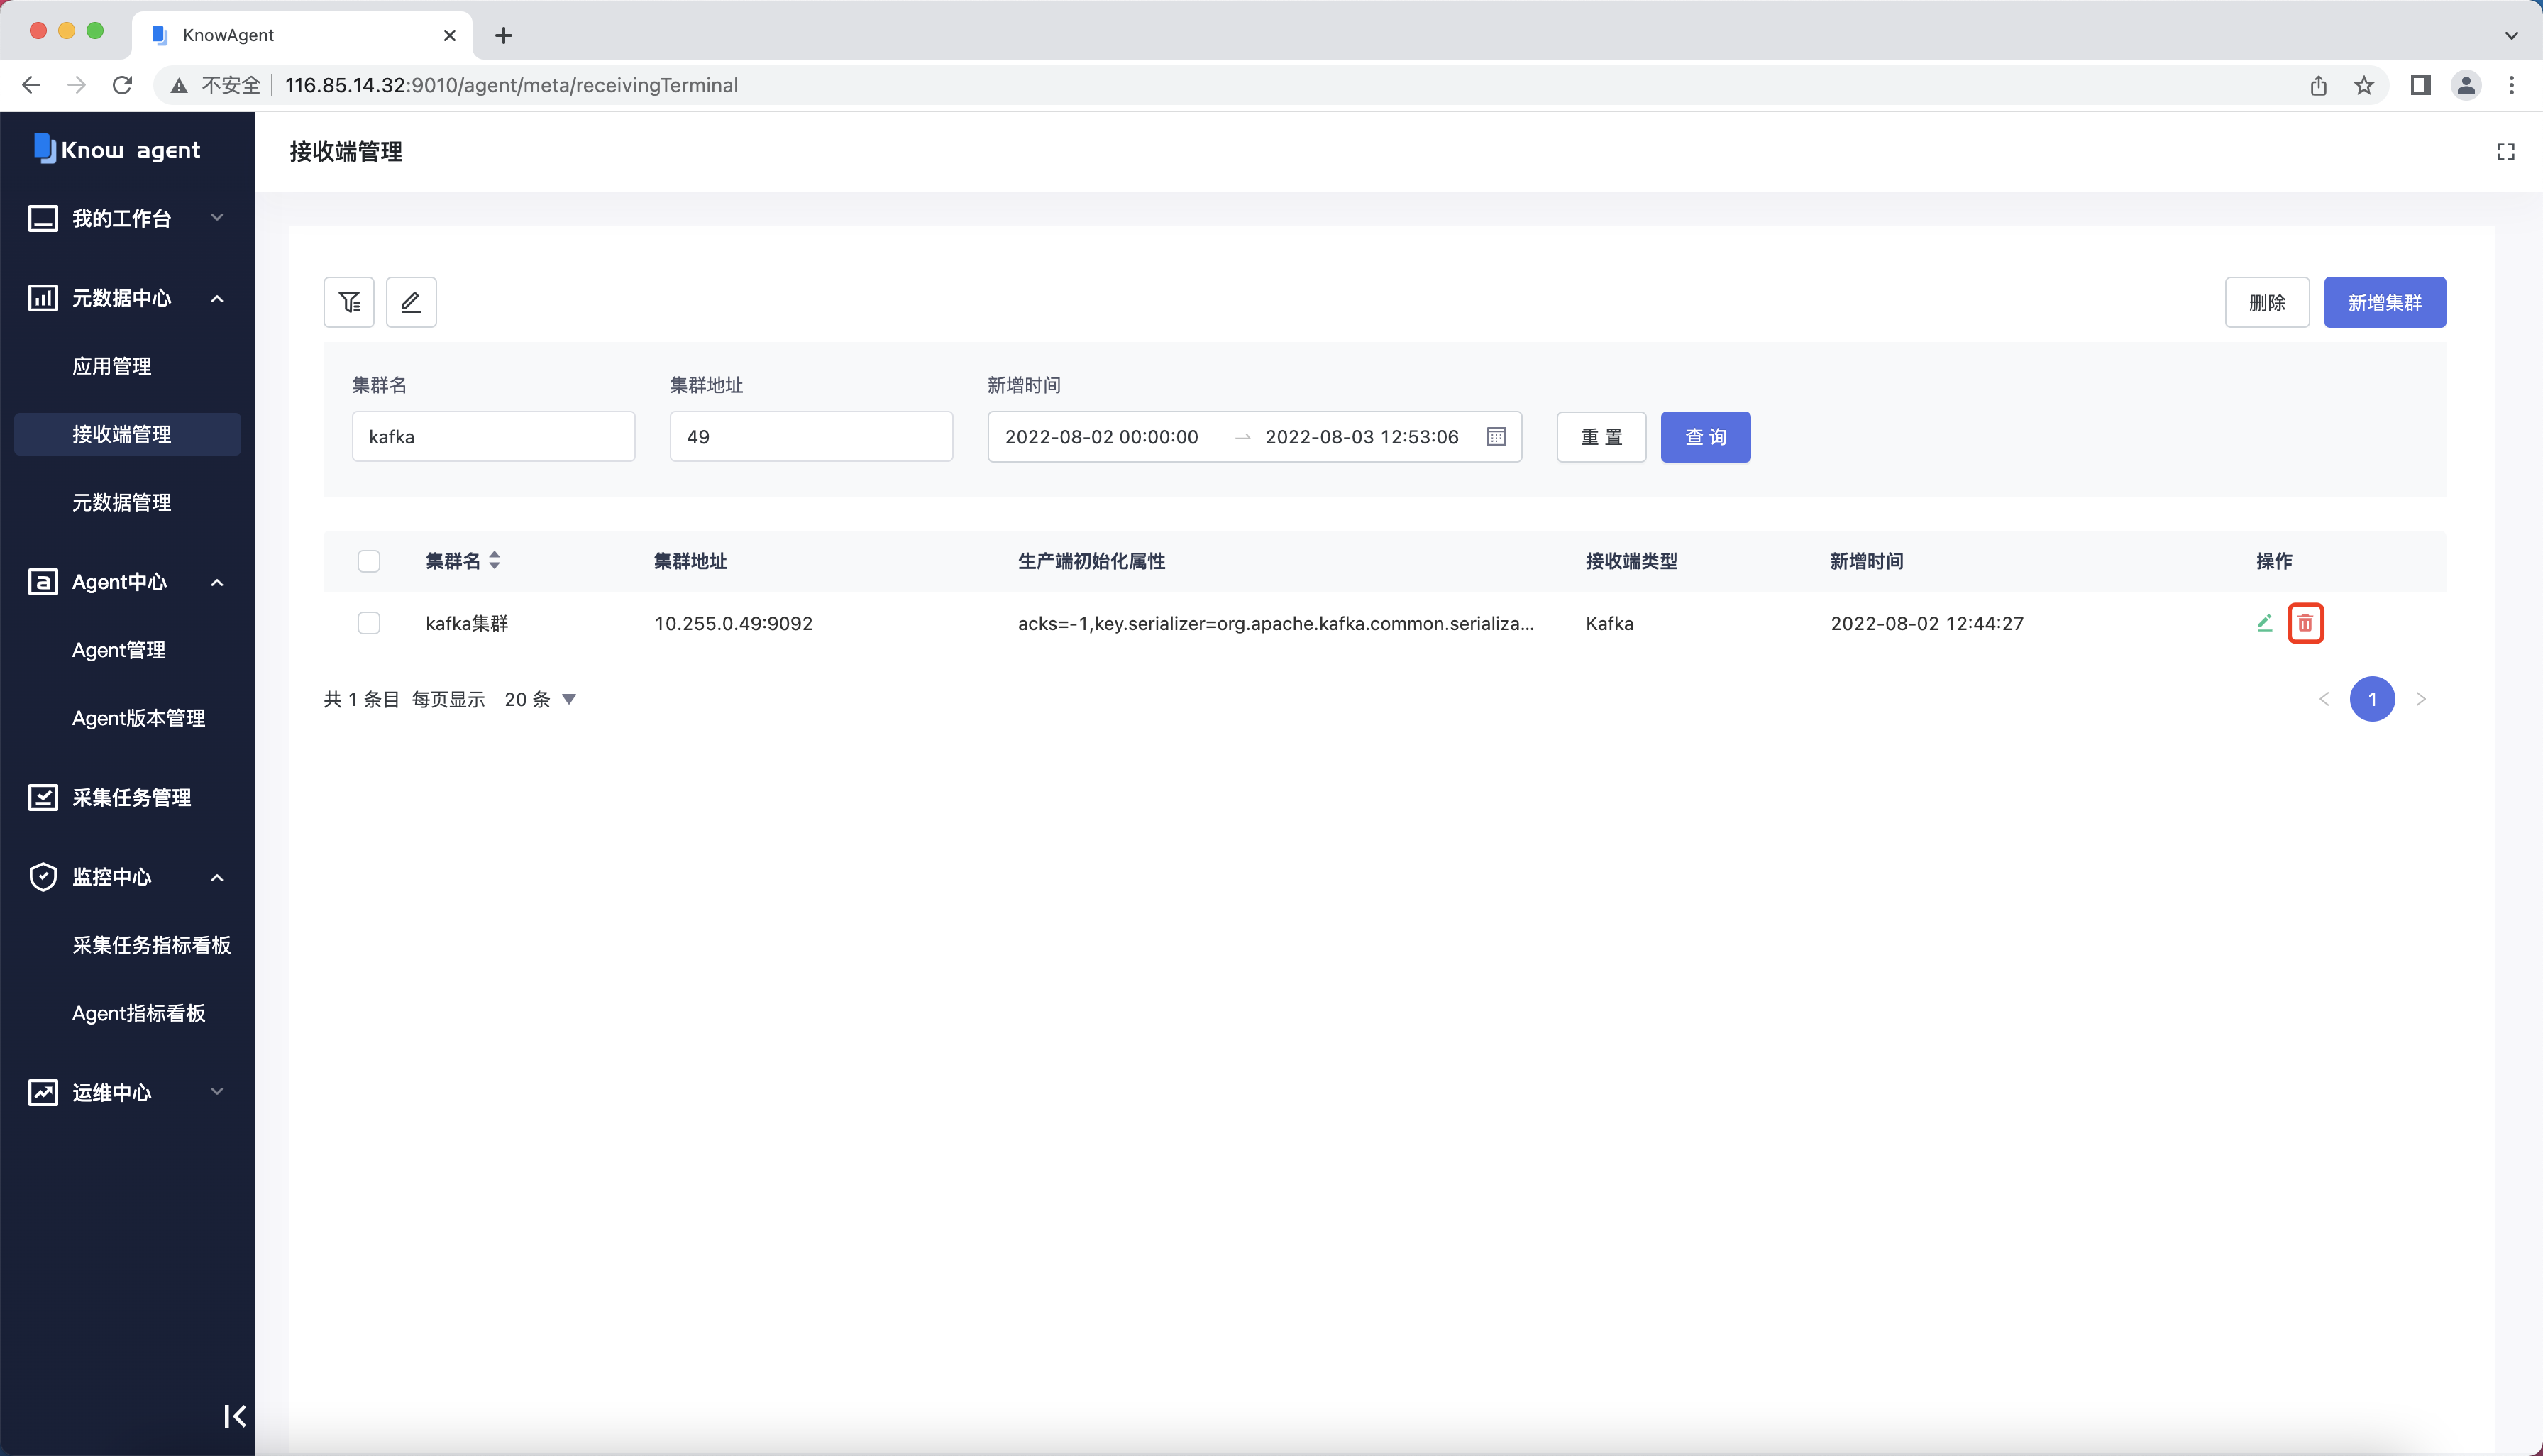 KnowAgent
不安全 116.85.14.32:9010/agent/meta/receivingTerminal
Know agent
接收端管理
我的工作台
元数据中心
应用管理
接收端管理
元数据管理
Agent中心
Agent管理
Agent版本管理
采集任务管理
监控中心
采集任务指标看板
Agent指标看板
运维中心
删除 新增集群
集群名 集群地址 新增时间
kafka 49 2022-08-02 00:00:00 → 2022-08-03 12:53:06 重 置 查 询
集群名 集群地址 生产端初始化属性 接收端类型 新增时间 操作
kafka集群 10.255.0.49:9092 acks=-1,key.serializer=org.apache.kafka.common.serializa... Kafka 2022-08-02 12:44:27
共 1 条目 每页显示 20 条 1